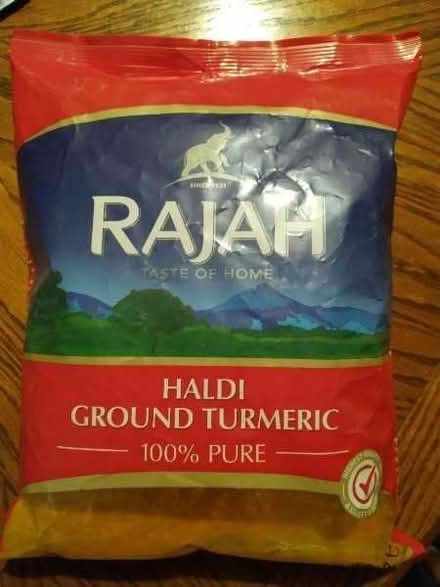 RAJAH
TASTE OF HOME
HALDI
GROUND TURMERIC
100% PURE